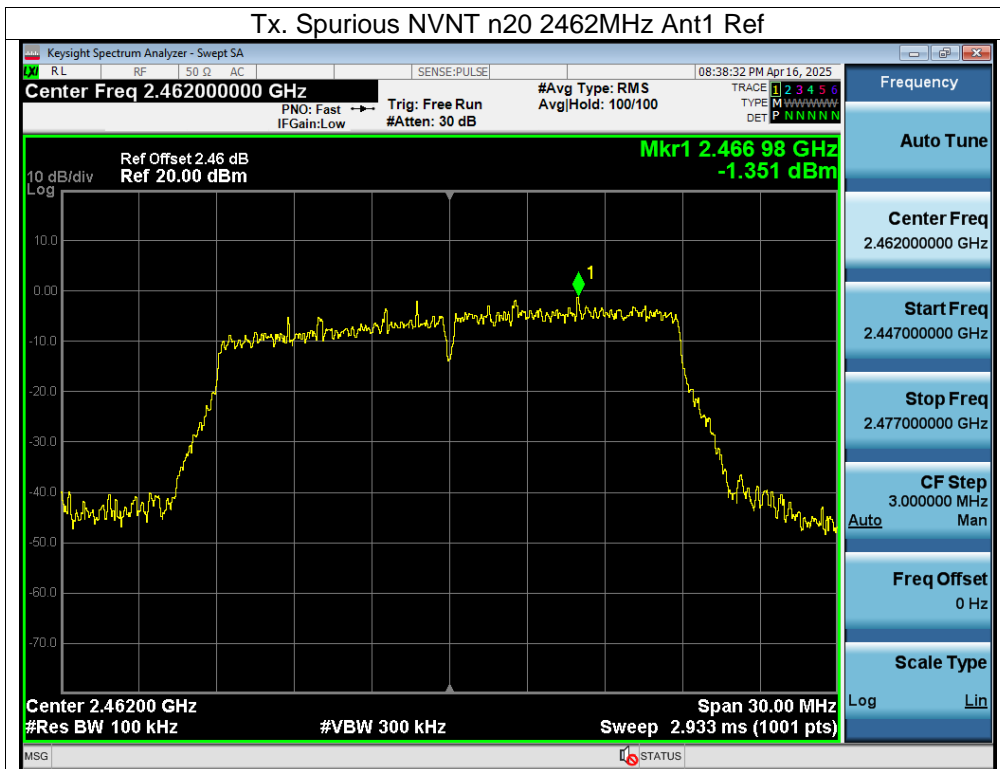 Tx. Spurious NVNT n20 2462MHz Ant1 Ref
Keysight Spectrum Analyzer - Swept SA
LXI RL RF 50 Ω AC SENSE:PULSE 08:38:32 PM Apr 16, 2025
Center Freq 2.462000000 GHz
PNO: Fast
IFGain:Low
Trig: Free Run
#Atten: 30 dB
#Avg Type: RMS
Avg|Hold: 100/100
TRACE 1 2 3 4 5 6
TYPE M WWWWW
DET P N N N N N
Ref Offset 2.46 dB
Ref 20.00 dBm
10 dB/div
Log
Mkr1 2.466 98 GHz
-1.351 dBm
1
10.0
0.00
-10.0
-20.0
-30.0
-40.0
-50.0
-60.0
-70.0
Center 2.46200 GHz
Span 30.00 MHz
#Res BW 100 kHz
#VBW 300 kHz
Sweep 2.933 ms (1001 pts)
MSG
STATUS
Frequency
Auto Tune
Center Freq
2.462000000 GHz
Start Freq
2.447000000 GHz
Stop Freq
2.477000000 GHz
CF Step
3.000000 MHz
Auto Man
Freq Offset
0 Hz
Scale Type
Log Lin